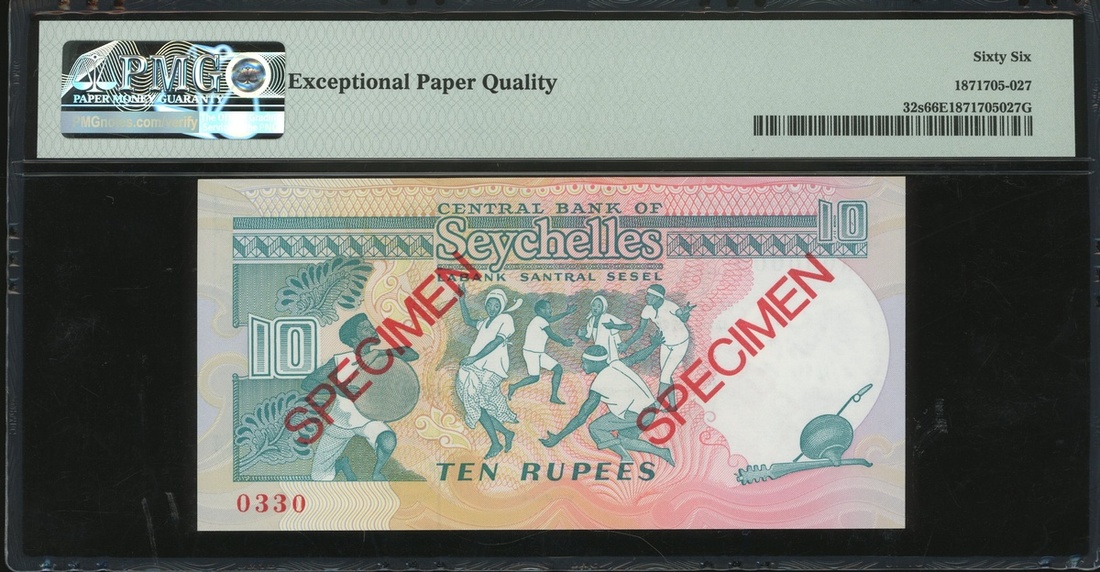 PMG
PAPER MONEY GUARANTY
PMGnotes.com/verify
Exceptional Paper Quality
Sixty Six
1871705-027
32s66E1871705027G
CENTRAL BANK OF
Seychelles
LABANK SANTRAL SESEL
10
10
SPECIMEN
SPECIMEN
TEN RUPEES
0330